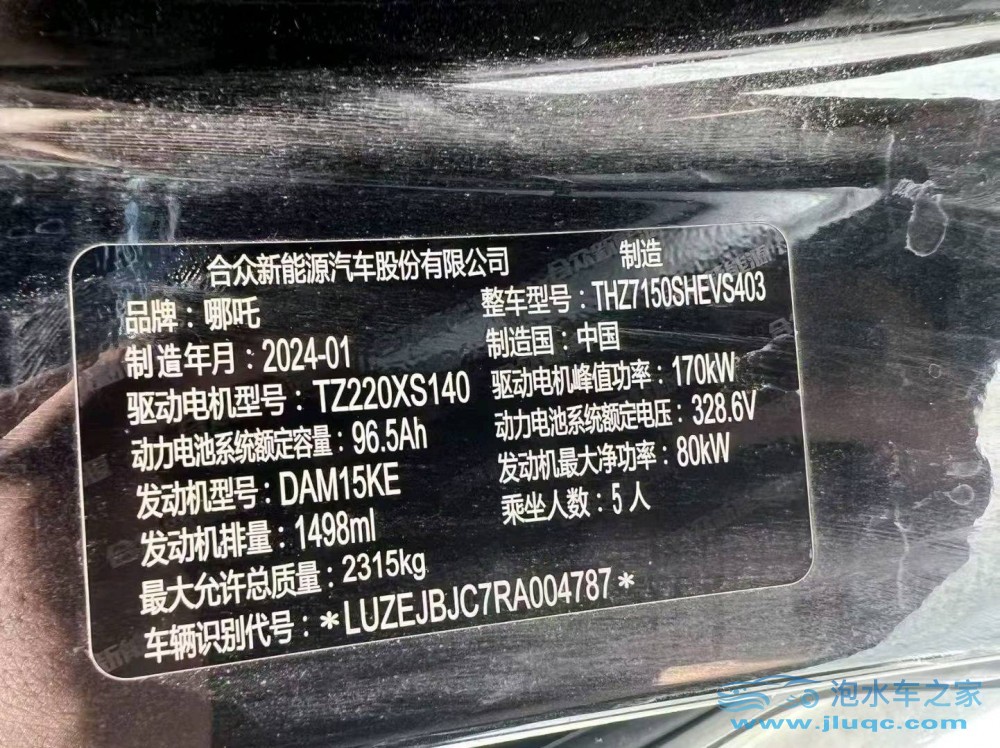 合众新能源汽车股份有限公司 制造
品牌：哪吒 整车型号：THZ7150SHEVS403
制造年月：2024-01 制造国：中国
驱动电机型号：TZ220XS140 驱动电机峰值功率：170kW
动力电池系统额定容量：96.5Ah 动力电池系统额定电压：328.6V
发动机型号：DAM15KE 发动机最大净功率：80kW
发动机排量：1498ml 乘坐人数：5人
最大允许总质量：2315kg
车辆识别代号：*LUZEJBJC7RA004787*
泡水车之家
www.jluqc.com